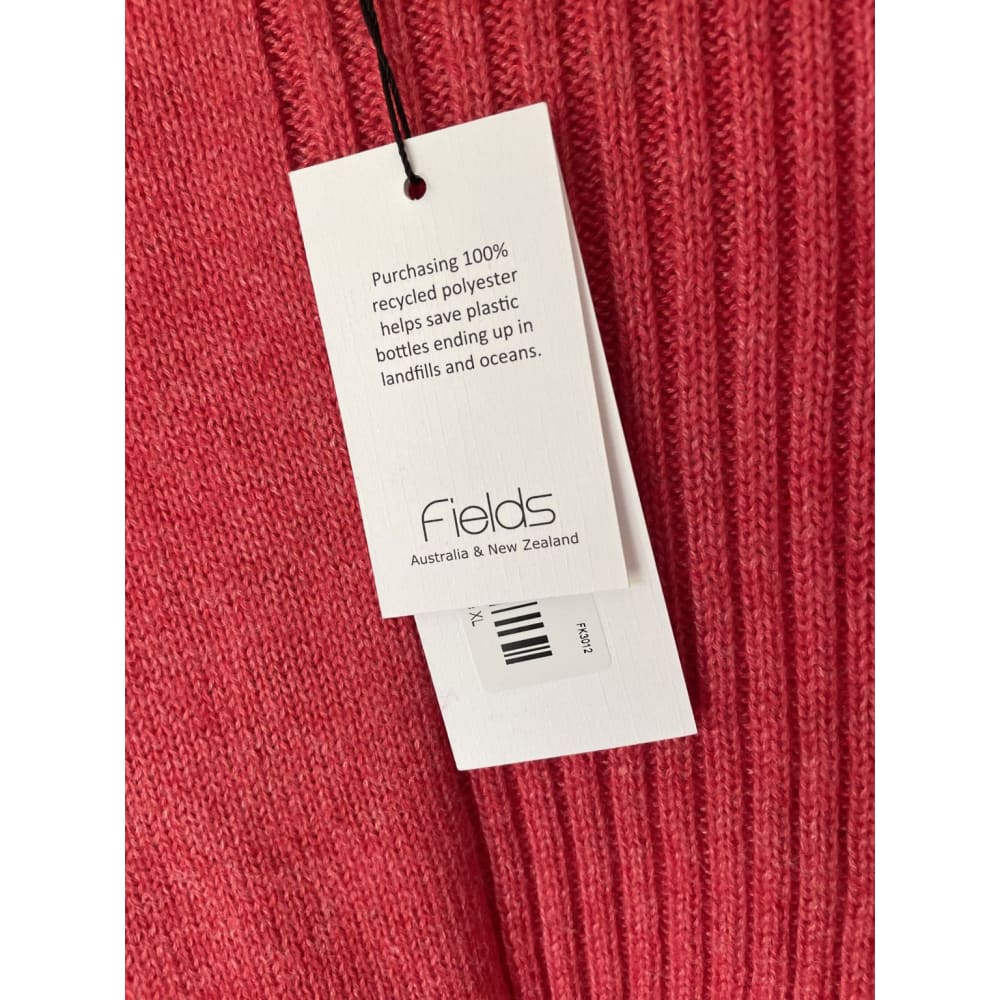 Purchasing 100%
recycled polyester
helps save plastic
bottles ending up in
landfills and oceans.
Fields
Australia & New Zealand
XL
FK3012